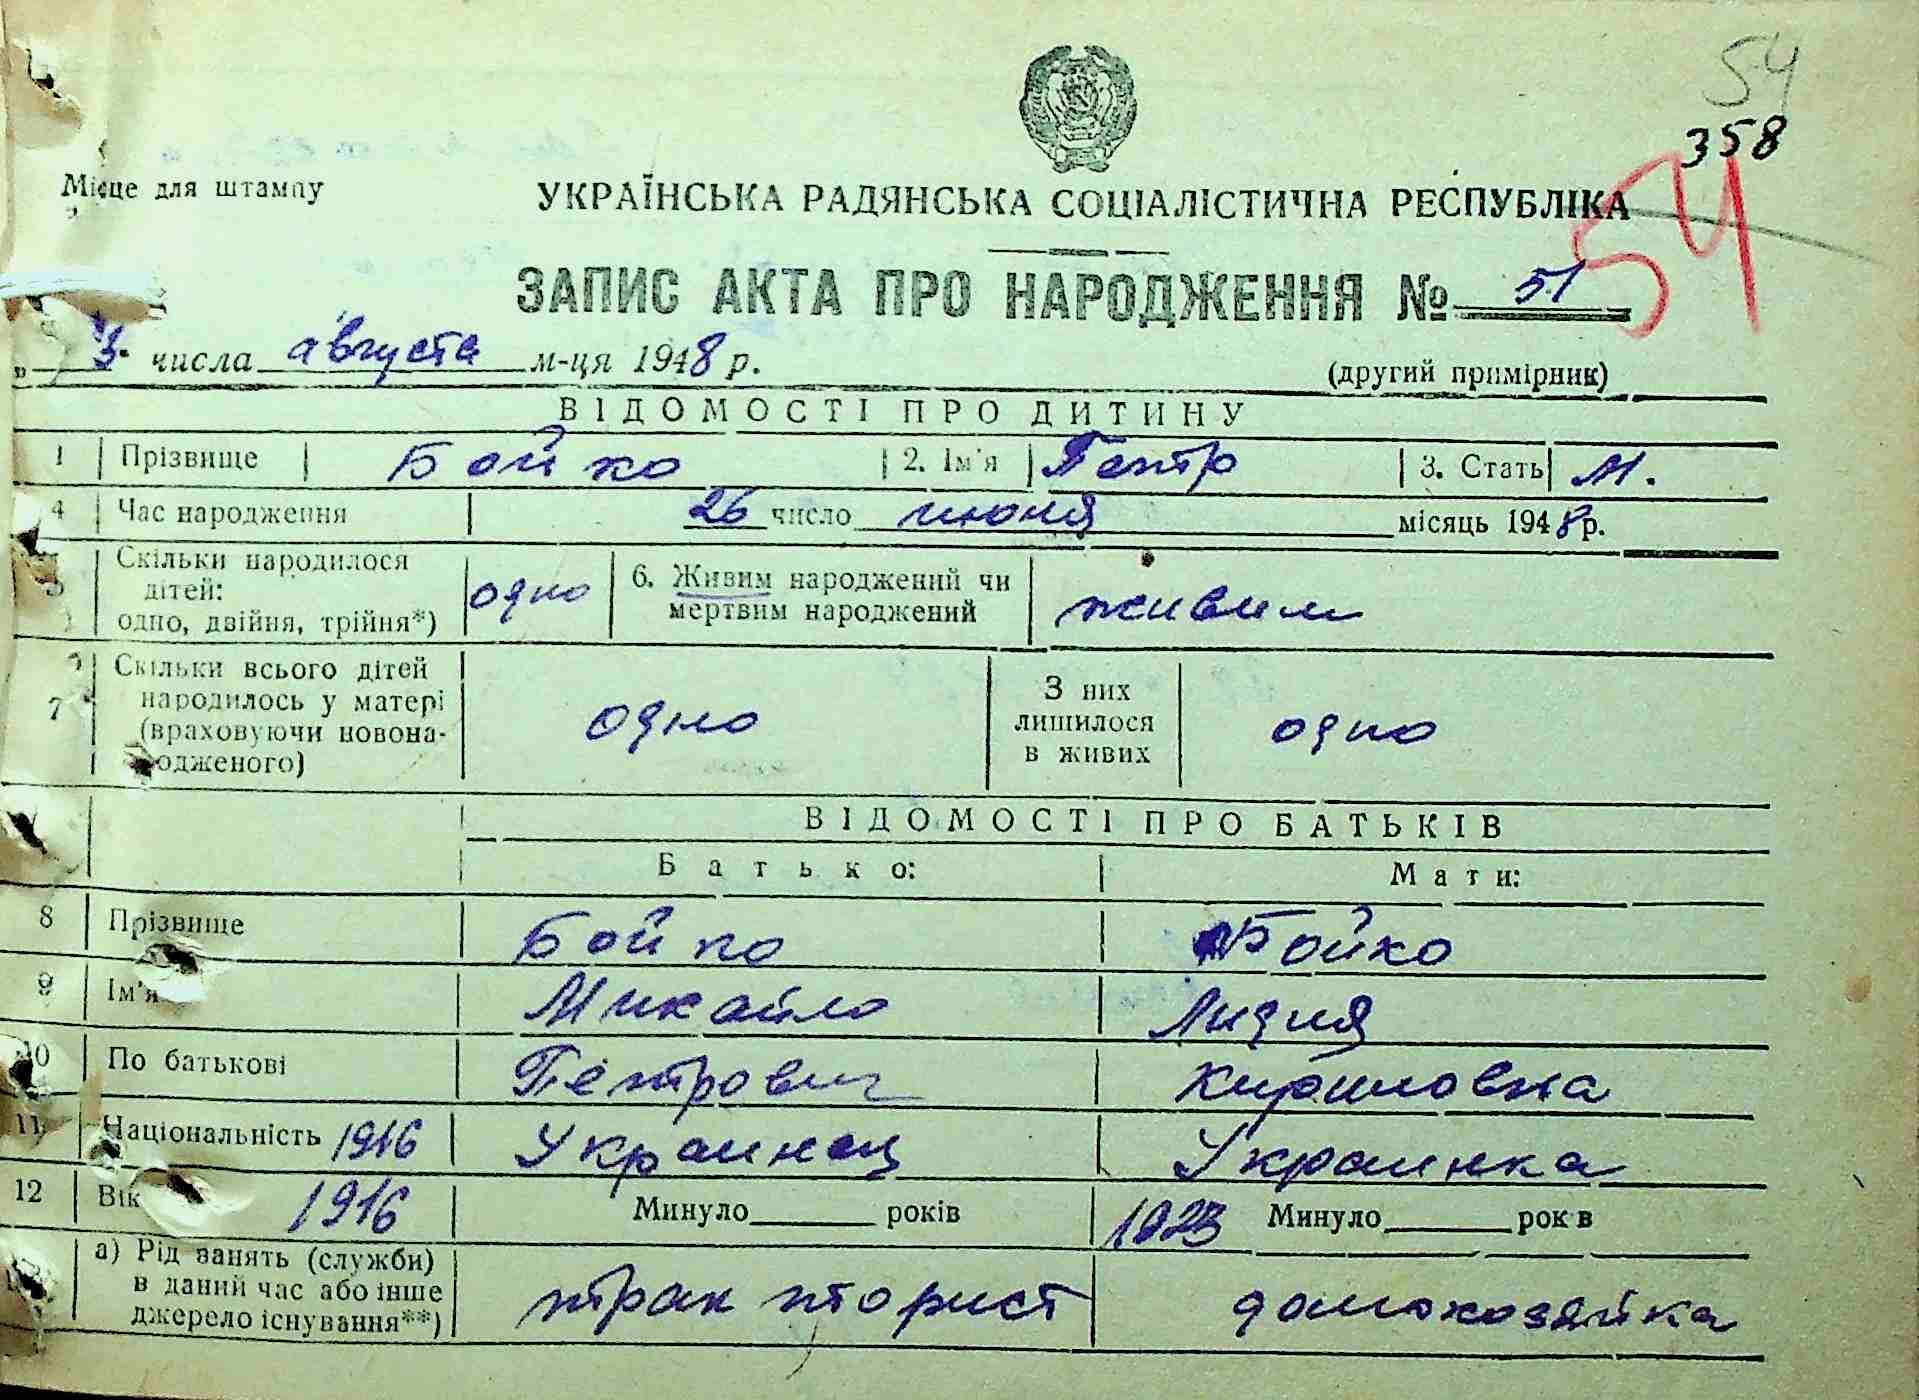 54
358
Місце для штампу
УКРАЇНСЬКА РАДЯНСЬКА СОЦІАЛІСТИЧНА РЕСПУБЛІКА
54
ЗАПИС АКТА ПРО НАРОДЖЕННЯ № 51
„ 3 числа августа м-ця 1948 р.
(другий примірник)
ВІДОМОСТІ ПРО ДИТИНУ
1 Прізвище Бойко 2. Ім'я Петр 3. Стать М.
4 Час народження 26 число июня місяць 1948 р.
5 Скільки народилося дітей: одно, двійня, трійня*) одно 6. Живим народжений чи мертвим народжений живим
7 Скільки всього дітей народилось у матері (враховуючи новонародженого) одно З них лишилося в живих одно
ВІДОМОСТІ ПРО БАТЬКІВ
Батько: Мати:
8 Прізвище Бойко Бойко
9 Ім'я Михайло Лидия
10 По батькові Петрович Кириловна
11 Національність 1916 Украинец Украинка
12 Вік 1916 Минуло років 1923 Минуло рок в
а) Рід занять (служби) в даний час або інше джерело існування**) тракторист домохозяйка